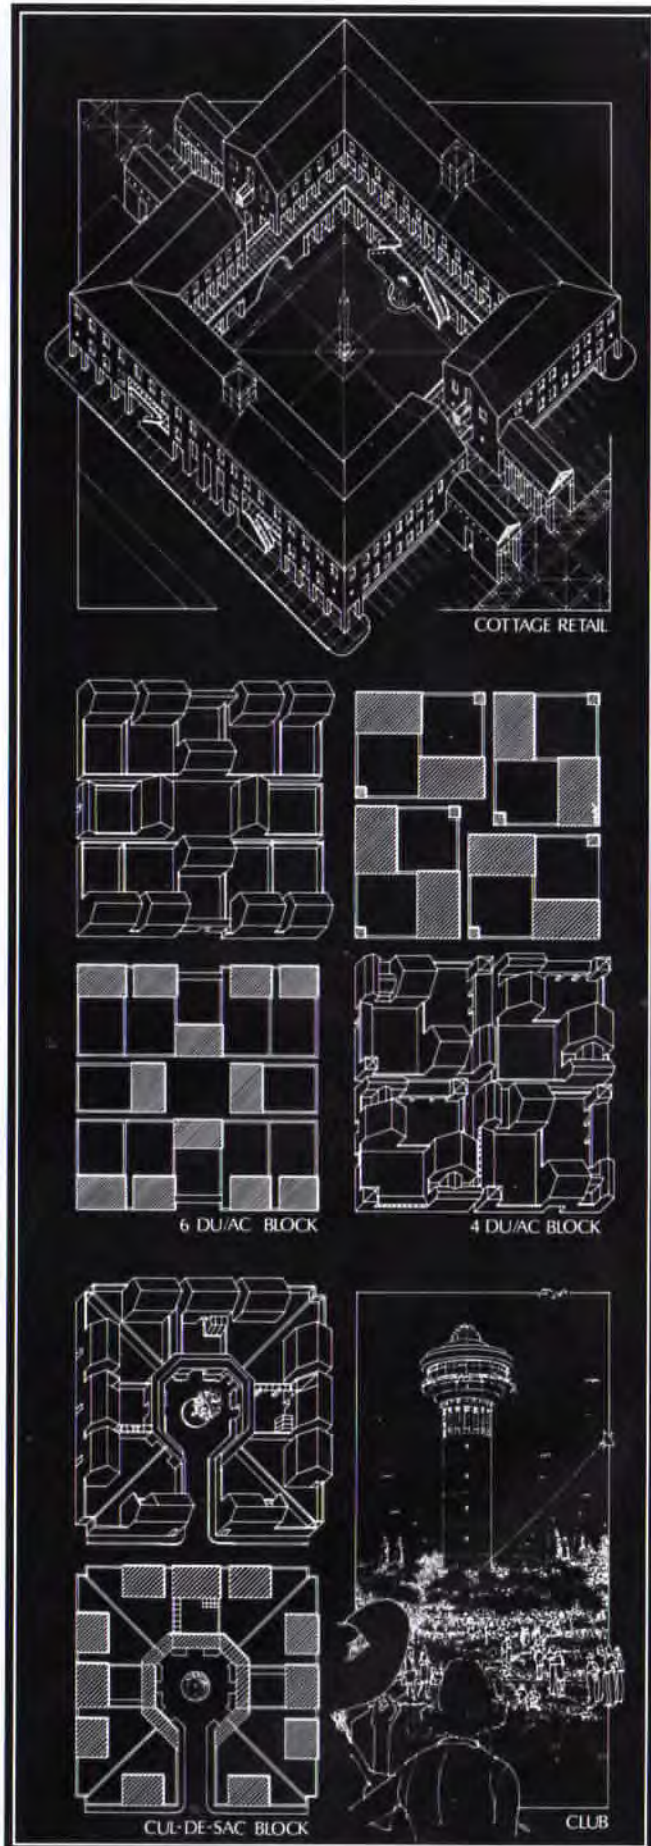 COTTAGE RETAIL
6 DU/AC BLOCK
4 DU/AC BLOCK
CUL-DE-SAC BLOCK
CLUB